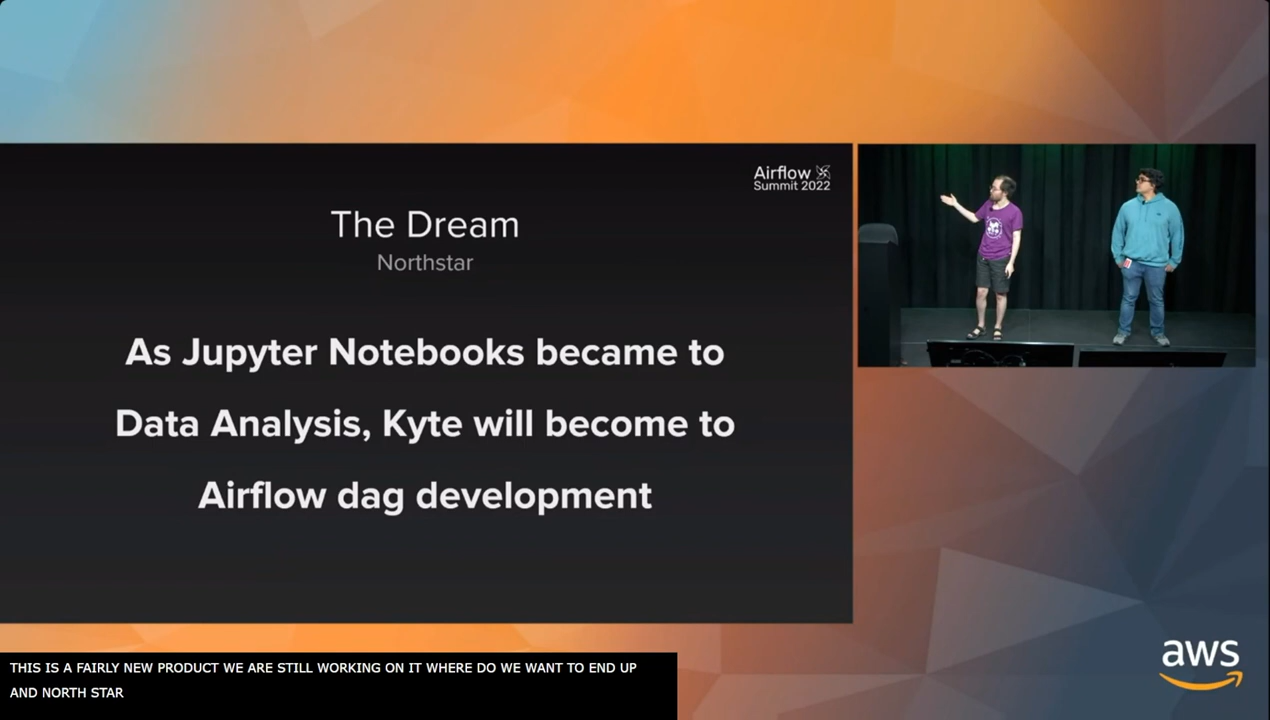 Airflow
Summit 2022
The Dream
Northstar
As Jupyter Notebooks became to
Data Analysis, Kyte will become to
Airflow dag development
THIS IS A FAIRLY NEW PRODUCT WE ARE STILL WORKING ON IT WHERE DO WE WANT TO END UP
AND NORTH STAR
aws